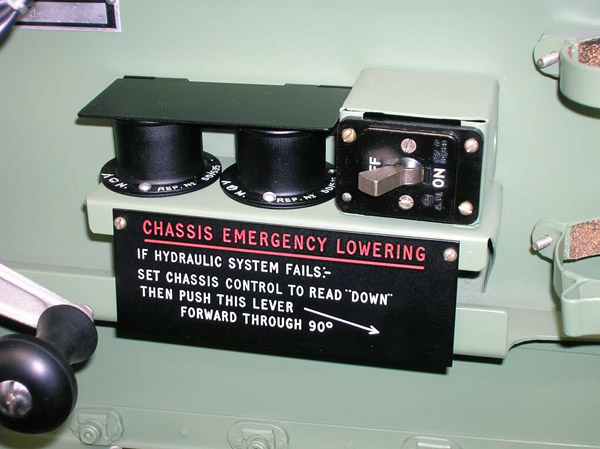 A.G.M. REF. Nº
A.G.M. REF. Nº
OFF
ON
CHASSIS EMERGENCY LOWERING
IF HYDRAULIC SYSTEM FAILS:-
SET CHASSIS CONTROL TO READ "DOWN"
THEN PUSH THIS LEVER
FORWARD THROUGH 90°